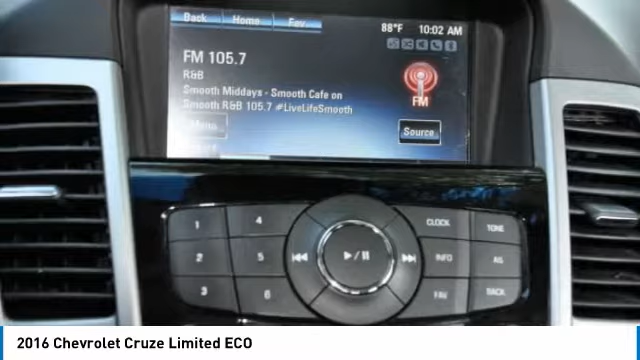 Back Home Fav
88°F 10:02 AM
FM 105.7
R&B
Smooth Middays - Smooth Cafe on
Smooth R&B 105.7 #LiveLifeSmooth
FM
Menu
Source
1 4 CLOCK TONE
2 5 INFO AS
3 6 FAV BACK
2016 Chevrolet Cruze Limited ECO